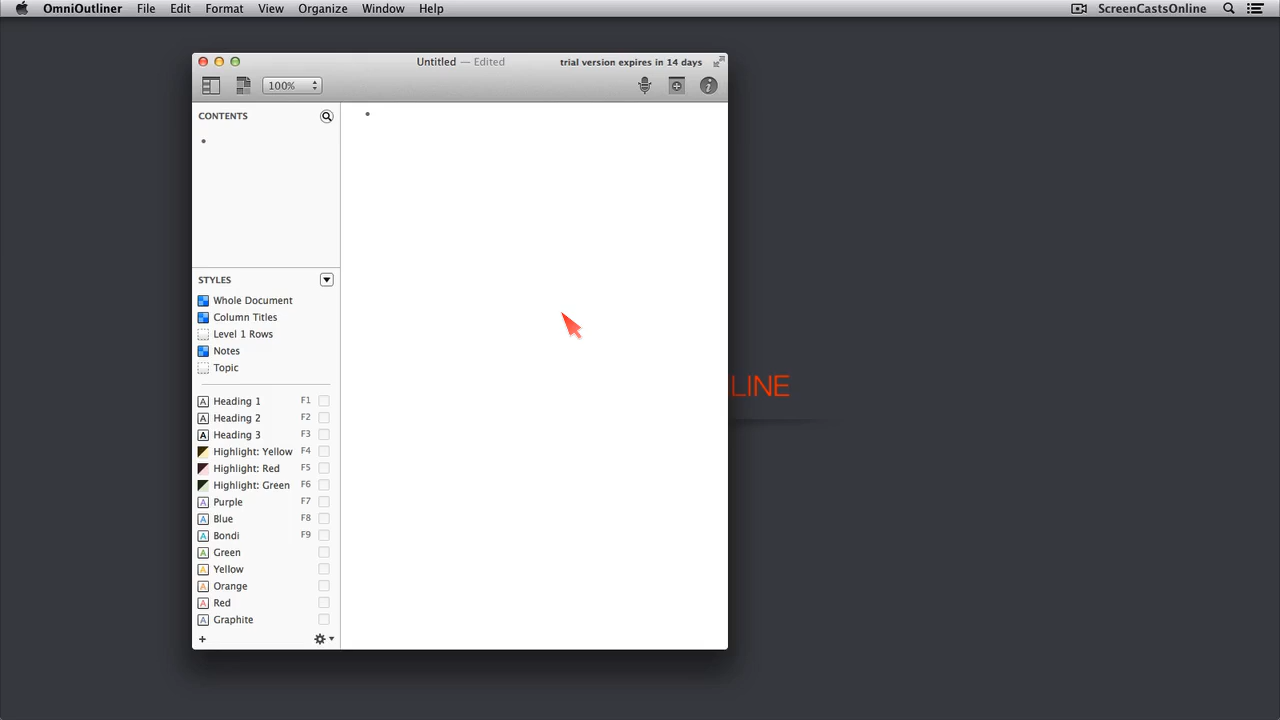 OmniOutliner File Edit Format View Organize Window Help ScreenCastsOnline
Untitled — Edited trial version expires in 14 days
100%
CONTENTS
STYLES
Whole Document
Column Titles
Level 1 Rows
Notes
Topic
Heading 1 F1
Heading 2 F2
Heading 3 F3
Highlight: Yellow F4
Highlight: Red F5
Highlight: Green F6
Purple F7
Blue F8
Bondi F9
Green
Yellow
Orange
Red
Graphite
LINE